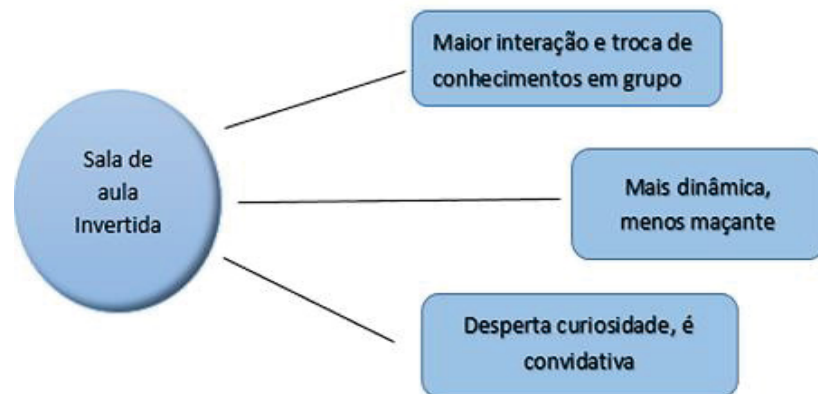 Sala de
aula
Invertida
Maior interação e troca de
conhecimentos em grupo
Mais dinâmica,
menos maçante
Desperta curiosidade, é
convidativa